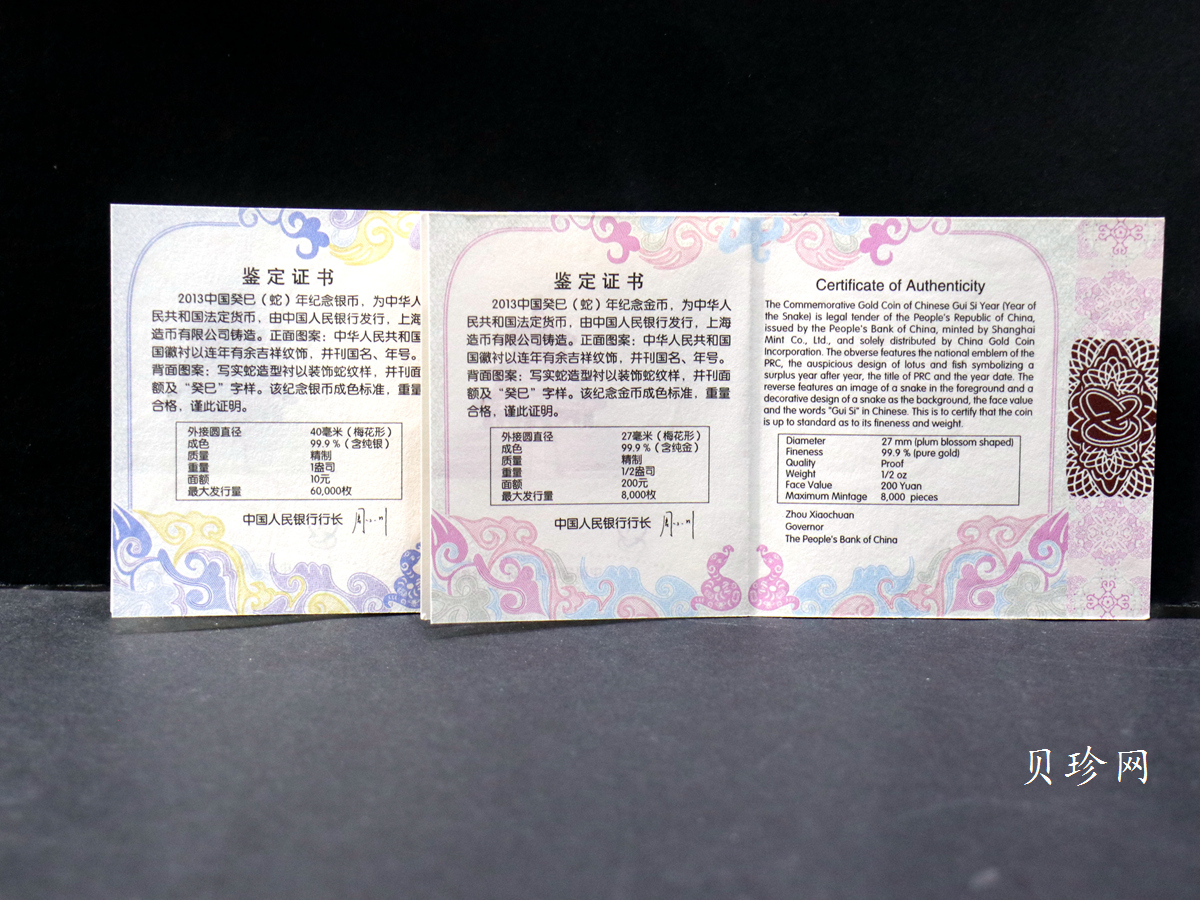 鉴定证书
2013中国癸巳（蛇）年纪念银币，为中华人
民共和国法定货币，由中国人民银行发行，上海
造币有限公司铸造。正面图案：中华人民共和国
国徽衬以连年有余吉祥纹饰，并刊国名、年号。
背面图案：写实蛇造型衬以装饰蛇纹样，并刊面
额及“癸巳”字样。该纪念银币成色标准，重量
合格，谨此证明。
外接圆直径 40毫米（梅花形）
成色 99.9％（含纯银）
质量 精制
重量 1盎司
面额 10元
最大发行量 60,000枚
中国人民银行行长
鉴定证书
2013中国癸巳（蛇）年纪念金币，为中华人
民共和国法定货币，由中国人民银行发行，上海
造币有限公司铸造。正面图案：中华人民共和国
国徽衬以连年有余吉祥纹饰，并刊国名、年号。
背面图案：写实蛇造型衬以装饰蛇纹样，并刊面
额及“癸巳”字样。该纪念金币成色标准，重量
合格，谨此证明。
外接圆直径 27毫米（梅花形）
成色 99.9％（含纯金）
质量 精制
重量 1/2盎司
面额 200元
最大发行量 8,000枚
中国人民银行行长
Certificate of Authenticity
The Commemorative Gold Coin of Chinese Gui Si Year (Year of
the Snake) is legal tender of the People's Republic of China,
issued by the People's Bank of China, minted by Shanghai
Mint Co., Ltd., and solely distributed by China Gold Coin
Incorporation. The obverse features the national emblem of the
PRC, the auspicious design of lotus and fish symbolizing a
surplus year after year, the title of PRC and the year date. The
reverse features an image of a snake in the foreground and a
decorative design of a snake as the background, the face value
and the words "Gui Si" in Chinese. This is to certify that the coin
is up to standard as to its fineness and weight.
Diameter 27 mm (plum blossom shaped)
Fineness 99.9 % (pure gold)
Quality Proof
Weight 1/2 oz
Face Value 200 Yuan
Maximum Mintage 8,000 pieces
Zhou Xiaochuan
Governor
The People's Bank of China
贝珍网